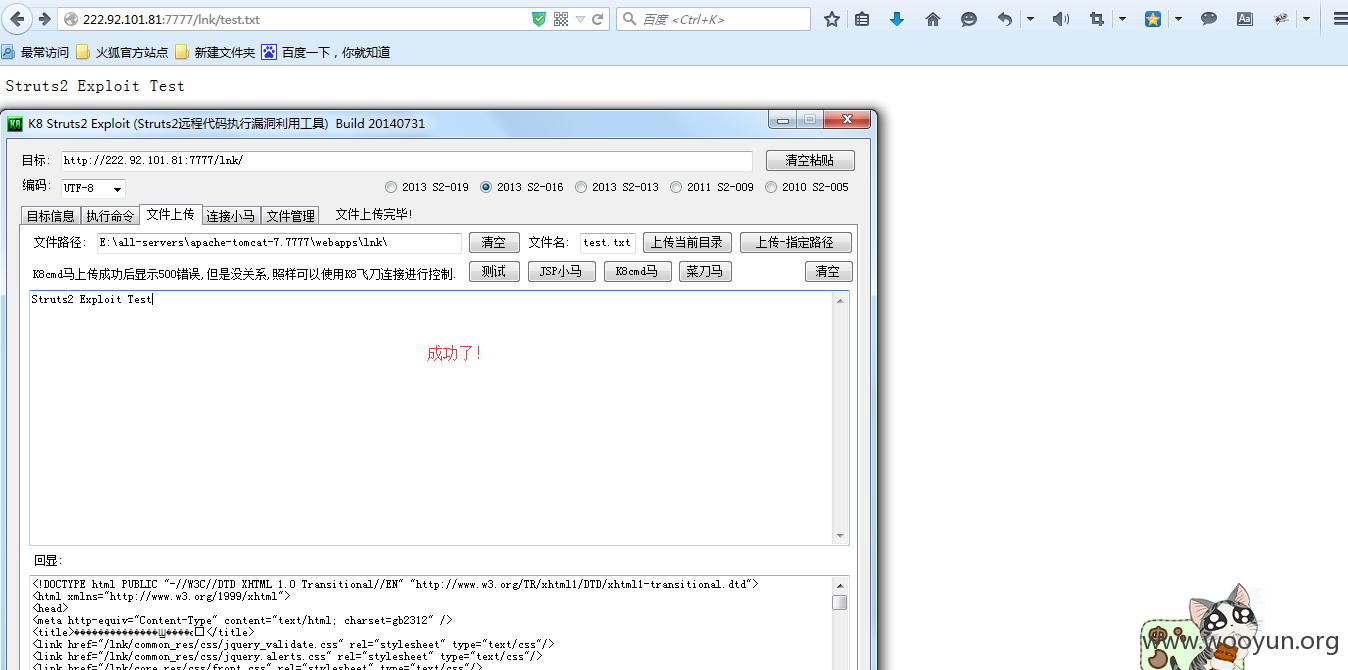 222.92.101.81:7777/lnk/test.txt
百度 <Ctrl+K>
Aa
最常访问 火狐官方站点 新建文件夹 百度一下，你就知道
Struts2 Exploit Test
K8 K8 Struts2 Exploit (Struts2远程代码执行漏洞利用工具) Build 20140731
目标: http://222.92.101.81:7777/lnk/ 清空粘贴
编码: UTF-8 2013 S2-019 2013 S2-016 2013 S2-013 2011 S2-009 2010 S2-005
目标信息 执行命令 文件上传 连接小马 文件管理 文件上传完毕!
文件路径: E:\all-servers\apache-tomcat-7.7777\webapps\lnk\ 清空 文件名: test.txt 上传当前目录 上传-指定路径
K8cmd马上传成功后显示500错误,但是没关系,照样可以使用K8飞刀连接进行控制. 测试 JSP小马 K8cmd马 菜刀马 清空
Struts2 Exploit Test
成功了!
回显:
<!DOCTYPE html PUBLIC "-//W3C//DTD XHTML 1.0 Transitional//EN" "http://www.w3.org/TR/xhtml1/DTD/xhtml1-transitional.dtd">
<html xmlns="http://www.w3.org/1999/xhtml">
<head>
<meta http-equiv="Content-Type" content="text/html; charset=gb2312" />
<title></title>
<link href="/lnk/common_res/css/jquery_validate.css" rel="stylesheet" type="text/css"/>
<link href="/lnk/common_res/css/jquery.alerts.css" rel="stylesheet" type="text/css"/>
<link href="/lnk/core_res/css/front.css" rel="stylesheet" type="text/css"/>
www.wooyun.org